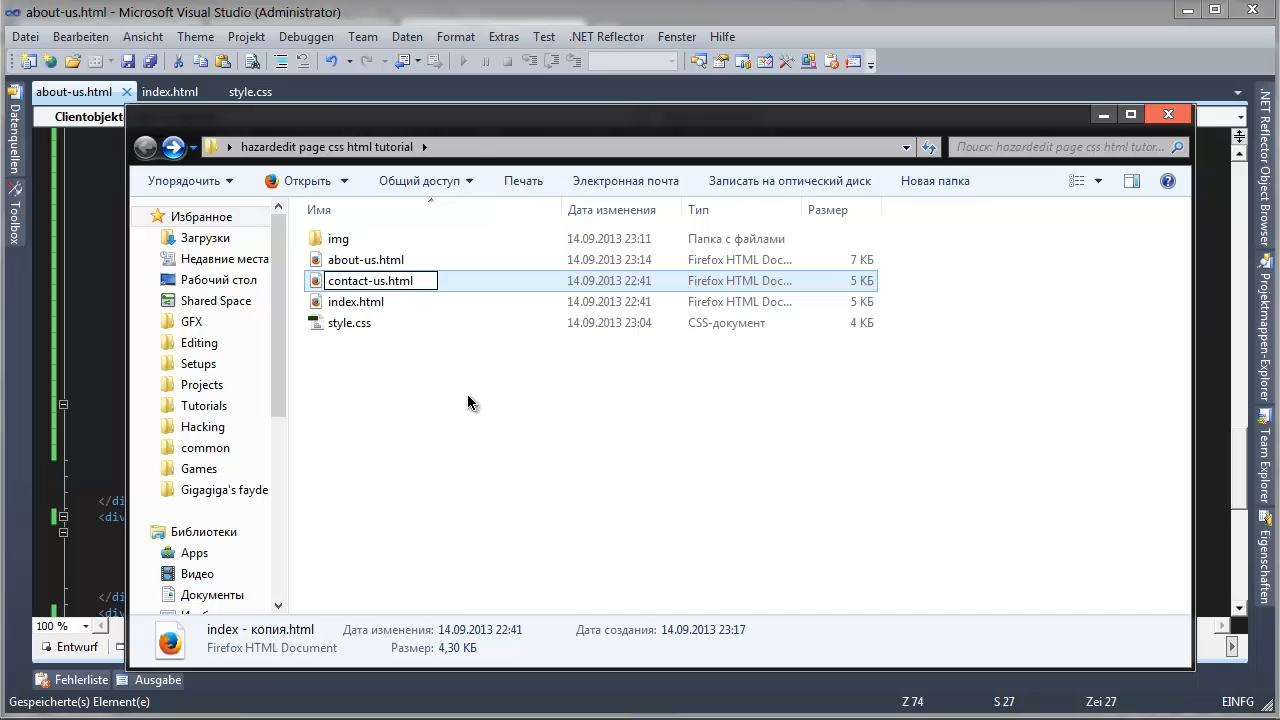 about-us.html - Microsoft Visual Studio (Administrator)
Datei Bearbeiten Ansicht Theme Projekt Debuggen Team Daten Format Extras Test .NET Reflector Fenster Hilfe
about-us.html index.html style.css
Clientobjekte
hazardedit page css html tutorial
Поиск: hazardedit page css html tutor...
Упорядочить Открыть Общий доступ Печать Электронная почта Записать на оптический диск Новая папка
Имя Дата изменения Тип Размер
img 14.09.2013 23:11 Папка с файлами
about-us.html 14.09.2013 23:14 Firefox HTML Doc... 7 КБ
contact-us.html 14.09.2013 22:41 Firefox HTML Doc... 5 КБ
index.html 14.09.2013 22:41 Firefox HTML Doc... 5 КБ
style.css 14.09.2013 23:04 CSS-документ 4 КБ
Избранное
Загрузки
Недавние места
Рабочий стол
Shared Space
GFX
Editing
Setups
Projects
Tutorials
Hacking
common
Games
Gigagiga's fayde
Библиотеки
Apps
Видео
Документы
index - копия.html Дата изменения: 14.09.2013 22:41 Дата создания: 14.09.2013 23:17
Firefox HTML Document Размер: 4,30 КБ
Datenquellen
Toolbox
.NET Reflector Object Browser
Projektmappen-Explorer
Team Explorer
Eigenschaften
</di
<div
</di
<div
100 %
Entwurf
Fehlerliste Ausgabe
Gespeicherte(s) Element(e) Z 74 S 27 Zei 27 EINFG